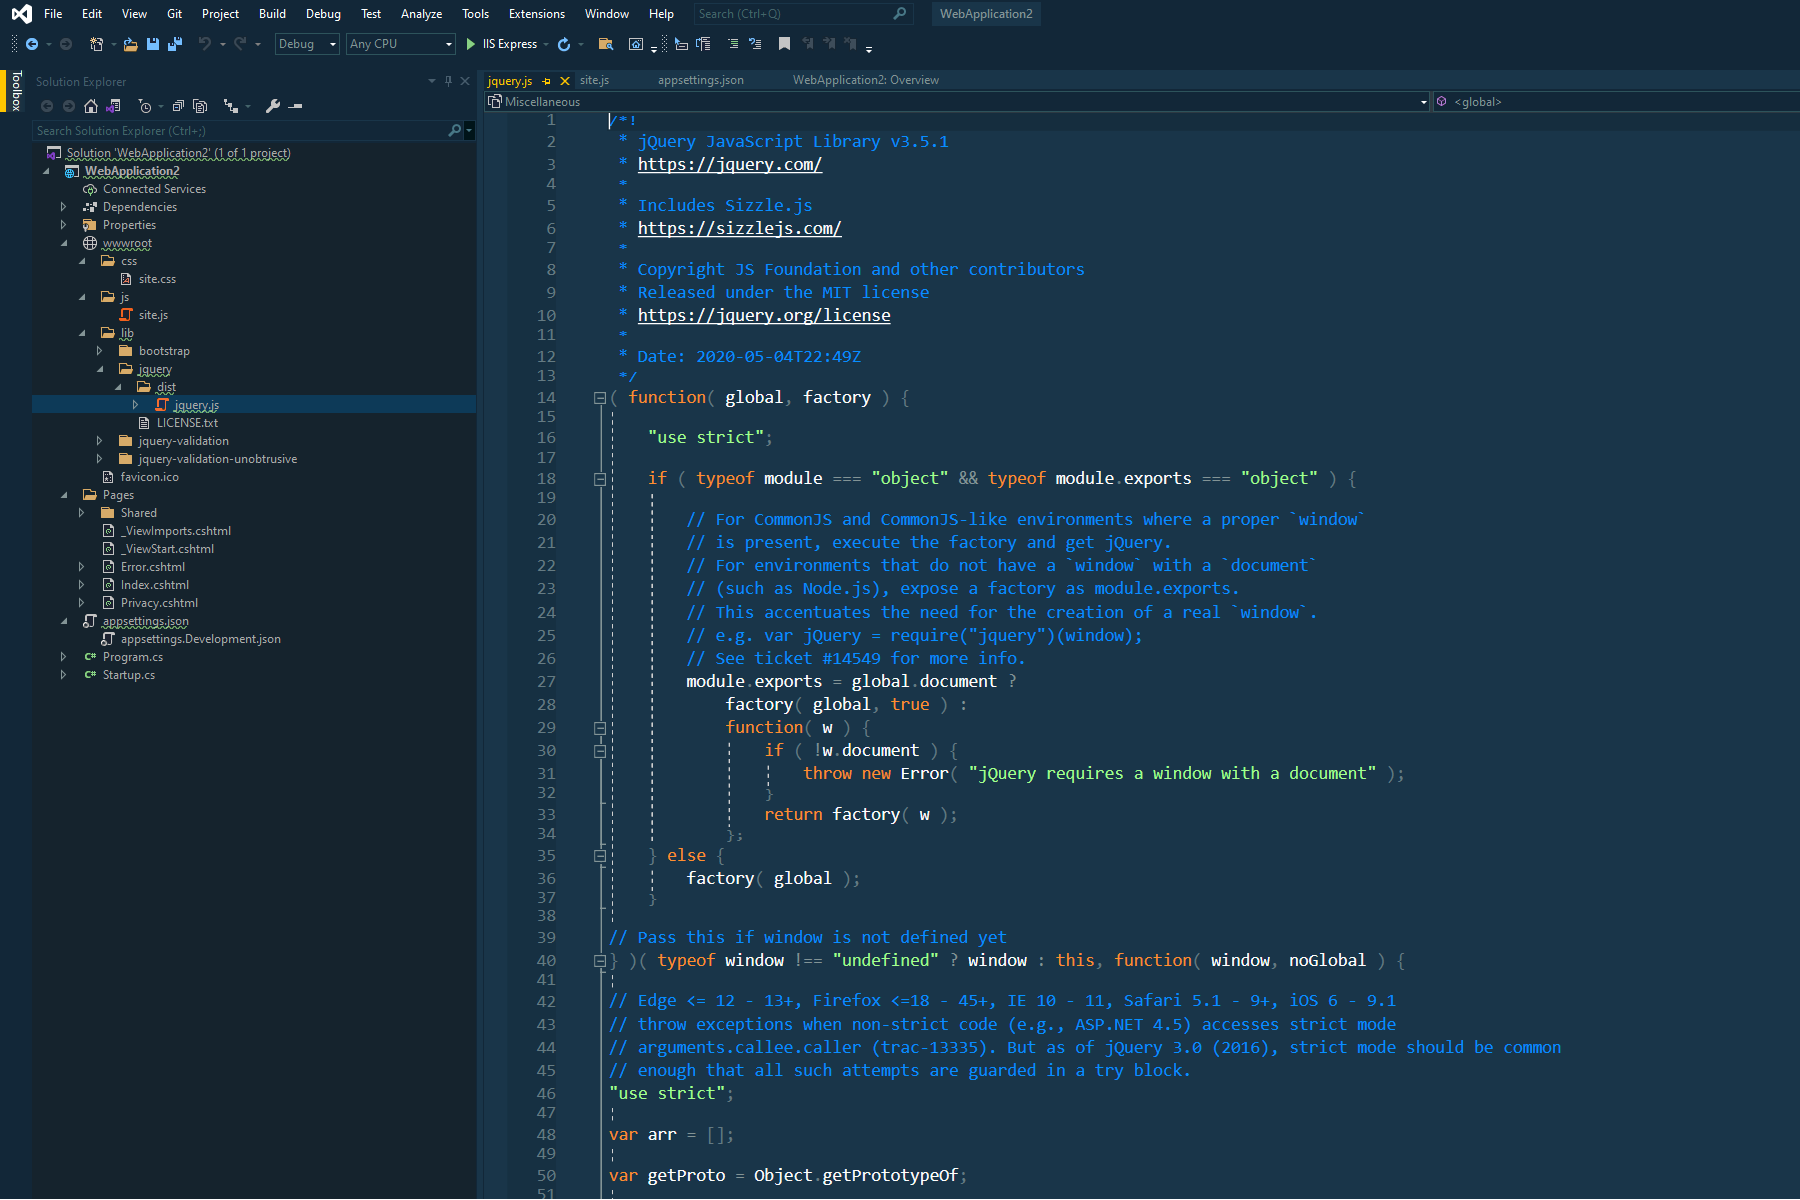 File Edit View Git Project Build Debug Test Analyze Tools Extensions Window Help Search (Ctrl+Q) WebApplication2
Debug Any CPU IIS Express
Toolbox
Solution Explorer
Search Solution Explorer (Ctrl+;)
Solution 'WebApplication2' (1 of 1 project)
WebApplication2
Connected Services
Dependencies
Properties
wwwroot
css
site.css
js
site.js
lib
bootstrap
jquery
dist
jquery.js
LICENSE.txt
jquery-validation
jquery-validation-unobtrusive
favicon.ico
Pages
Shared
_ViewImports.cshtml
_ViewStart.cshtml
Error.cshtml
Index.cshtml
Privacy.cshtml
appsettings.json
appsettings.Development.json
C# Program.cs
C# Startup.cs
jquery.js site.js appsettings.json WebApplication2: Overview
Miscellaneous <global>
1 /*!
2 * jQuery JavaScript Library v3.5.1
3 * https://jquery.com/
4 *
5 * Includes Sizzle.js
6 * https://sizzlejs.com/
7 *
8 * Copyright JS Foundation and other contributors
9 * Released under the MIT license
10 * https://jquery.org/license
11 *
12 * Date: 2020-05-04T22:49Z
13 */
14 ( function( global, factory ) {
15
16 "use strict";
17
18 if ( typeof module === "object" && typeof module.exports === "object" ) {
19
20 // For CommonJS and CommonJS-like environments where a proper `window`
21 // is present, execute the factory and get jQuery.
22 // For environments that do not have a `window` with a `document`
23 // (such as Node.js), expose a factory as module.exports.
24 // This accentuates the need for the creation of a real `window`.
25 // e.g. var jQuery = require("jquery")(window);
26 // See ticket #14549 for more info.
27 module.exports = global.document ?
28 factory( global, true ) :
29 function( w ) {
30 if ( !w.document ) {
31 throw new Error( "jQuery requires a window with a document" );
32 }
33 return factory( w );
34 };
35 } else {
36 factory( global );
37 }
38
39 // Pass this if window is not defined yet
40 } )( typeof window !== "undefined" ? window : this, function( window, noGlobal ) {
41
42 // Edge <= 12 - 13+, Firefox <=18 - 45+, IE 10 - 11, Safari 5.1 - 9+, iOS 6 - 9.1
43 // throw exceptions when non-strict code (e.g., ASP.NET 4.5) accesses strict mode
44 // arguments.callee.caller (trac-13335). But as of jQuery 3.0 (2016), strict mode should be common
45 // enough that all such attempts are guarded in a try block.
46 "use strict";
47
48 var arr = [];
49
50 var getProto = Object.getPrototypeOf;
51